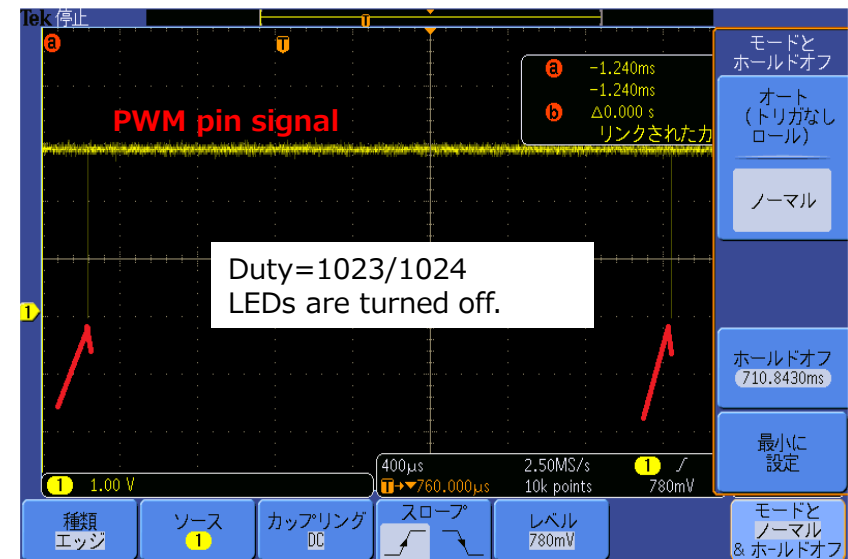 Tek 停止
a
T
T
モードと
ホールドオフ
a -1.240ms
-1.240ms
b Δ0.000 s
リンクされたカ
オート
(トリガなし
ロール)
PWM pin signal
ノーマル
Duty=1023/1024
LEDs are turned off.
1
ホールドオフ
710.8430ms
最小に
設定
400μs 2.50MS/s 1
1 1.00 V T→▼760.000μs 10k points 780mV
種類
エッジ
ソース
1
カップリング
DC
スロープ
レベル
780mV
モードと
ノーマル
& ホールドオフ